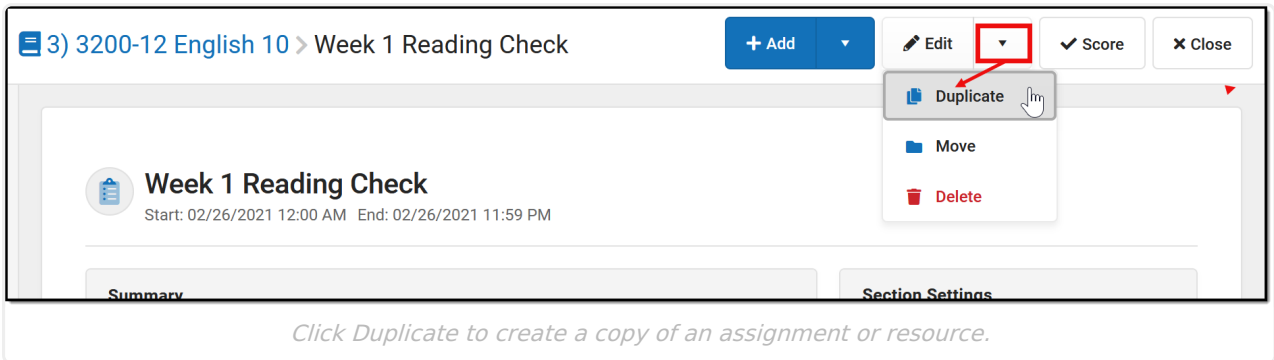 3) 3200-12 English 10 > Week 1 Reading Check
+ Add
Edit
Score
Close
Duplicate
Move
Delete
Week 1 Reading Check
Start: 02/26/2021 12:00 AM End: 02/26/2021 11:59 PM
Summary
Section Settings
Click Duplicate to create a copy of an assignment or resource.